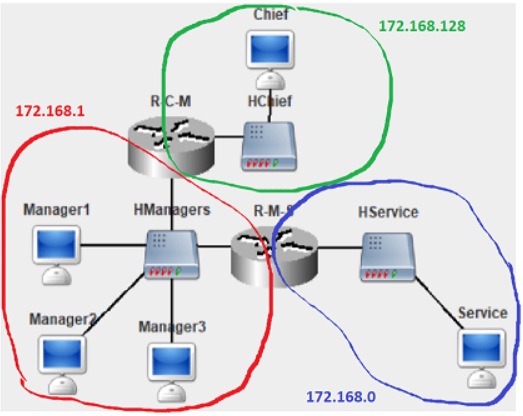 Chief
172.168.128
R-C-M
HChief
172.168.1
Manager1
HManagers
R-M-S
HService
Manager2
Manager3
Service
172.168.0